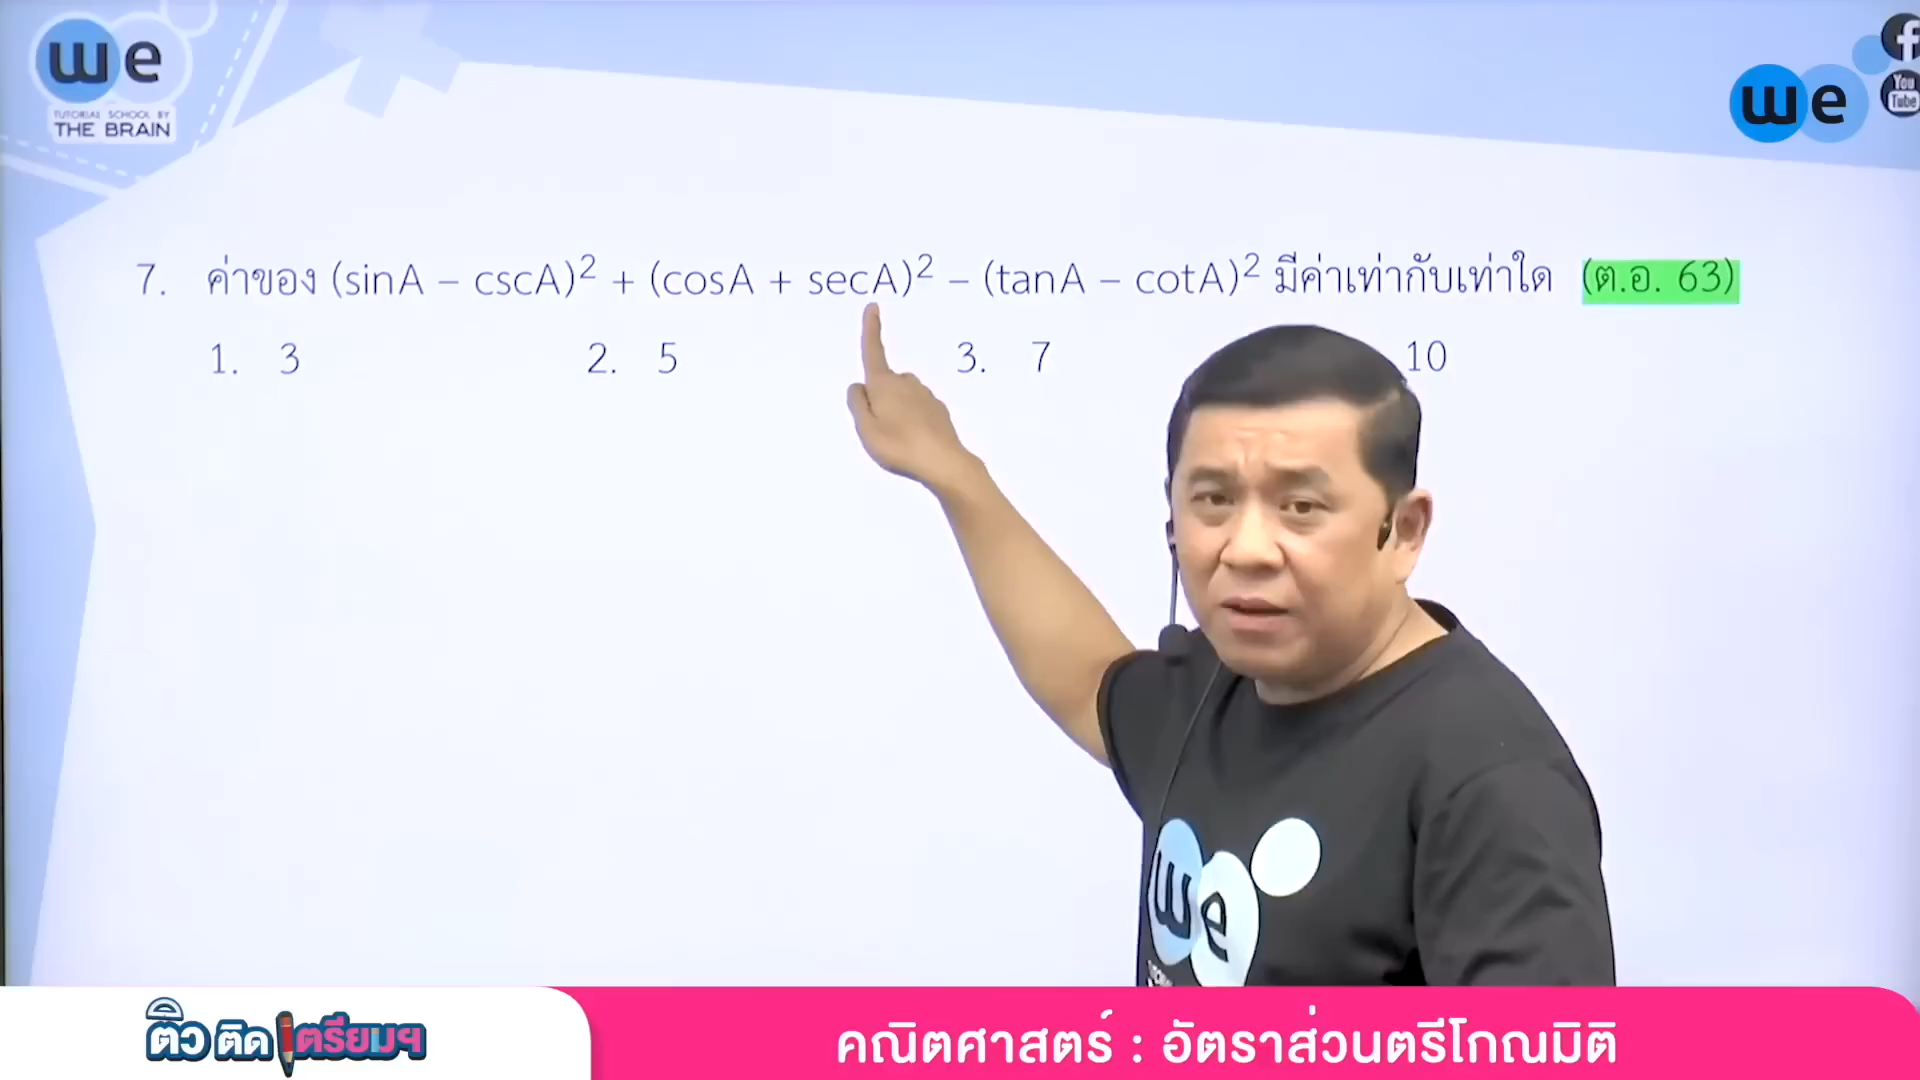 we
TUTORIAL SCHOOL BY
THE BRAIN
we
You
Tube
7. ค่าของ (sinA – cscA)² + (cosA + secA)² – (tanA – cotA)² มีค่าเท่ากับเท่าใด (ต.อ. 63)
1. 3 2. 5 3. 7 10
we
ติว ติด เตรียมฯ
คณิตศาสตร์ : อัตราส่วนตรีโกณมิติ